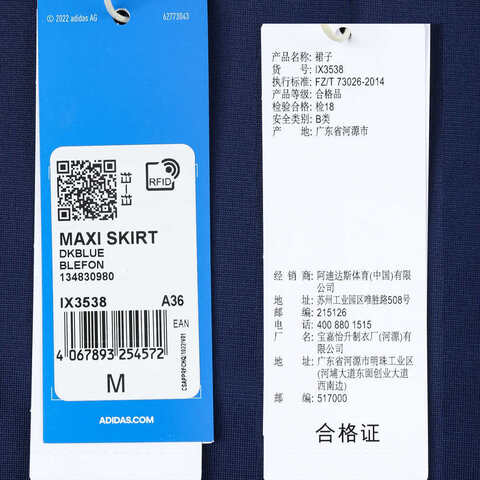 © 2022 adidas AG 62773043
RFID
MAXI SKIRT
DKBLUE
BLEFON
134830980
IX3538 A36
EAN
4 067893 254572
M
ADIDAS.COM
产品名称: 裙子
货 号: IX3538
执行标准: FZ/T 73026-2014
产品等级: 合格品
检验合格: 检18
安全类别: B类
产 地: 广东省河源市
经 销 商: 阿迪达斯体育(中国)有限
公司
地 址: 苏州工业园区唯胜路508号
邮 编: 215126
电 话: 400 880 1515
厂 名: 宝嘉怡升制衣厂(河源)有
限公司
地 址: 广东省河源市明珠工业区
(河埔大道东面创业大道
西南边)
邮 编: 517000
合格证